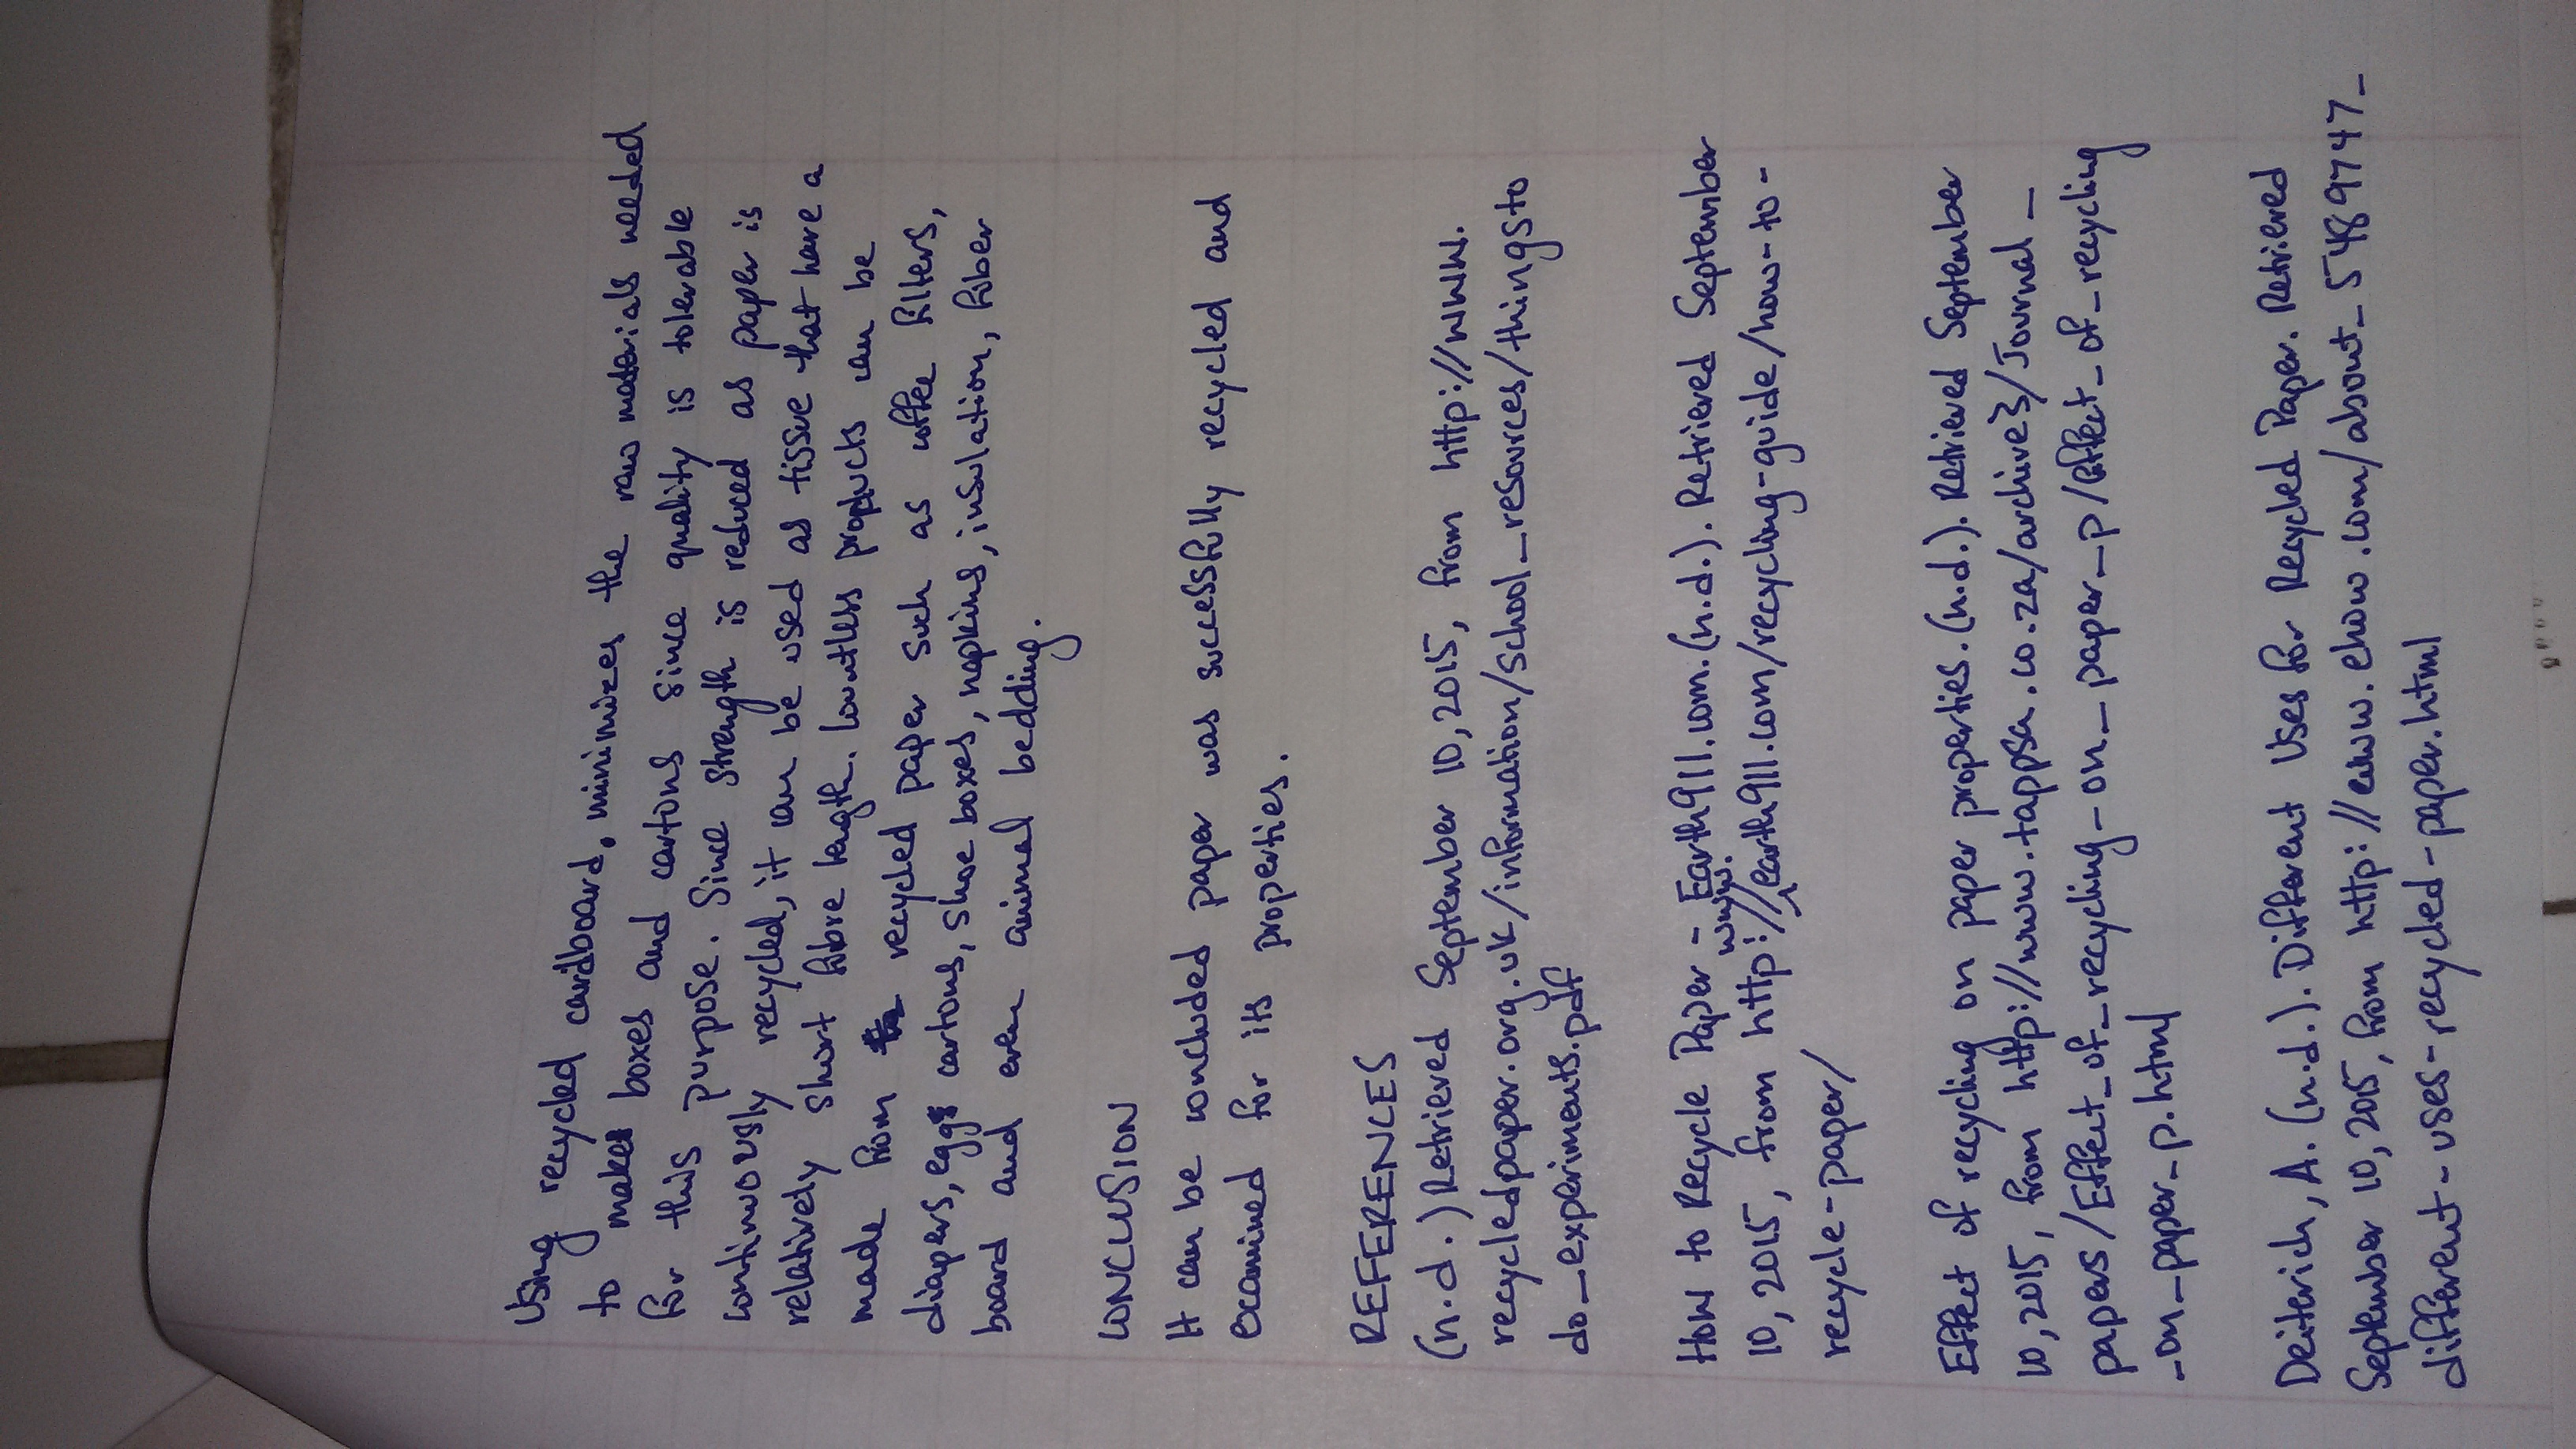 Using recycled cardboard. minimizes the raw materials needed
to make boxes and cartons since quality is tolerable
for this purpose. Since strength is reduced as paper is
continuously recycled, it can be used as tissue that have a
relatively short fibre length. Countless products can be
made from recycled paper such as coffee filters,
diapers, egg cartons, shoe boxes, napkins, insulation, fiber
board and even animal bedding.
CONCLUSION
It can be concluded paper was successfully recycled and
examined for its properties.
REFERENCES
(n.d.) Retrieved September 10, 2015, from http://www.
recycledpaper.org.uk/information/school_resources/thingsto
do_experiments.pdf
How to Recycle Paper - Earth911.com. (n.d.). Retrieved September
10, 2015, from http://www.earth911.com/recycling-guide/how-to-
recycle-paper/
Effect of recycling on paper properties. (n.d.). Retrieved September
10, 2015, from http://www.tappsa.co.za/archive3/Journal_
papers/Effect_of_recycling_on_paper_p/effect_of_recycling
_on_paper_p.html
Deiterich, A. (n.d.). Different Uses for Recycled Paper. Retrieved
September 10, 2015, from http://www.ehow.com/about_5489747_
different-uses-recycled-paper.html